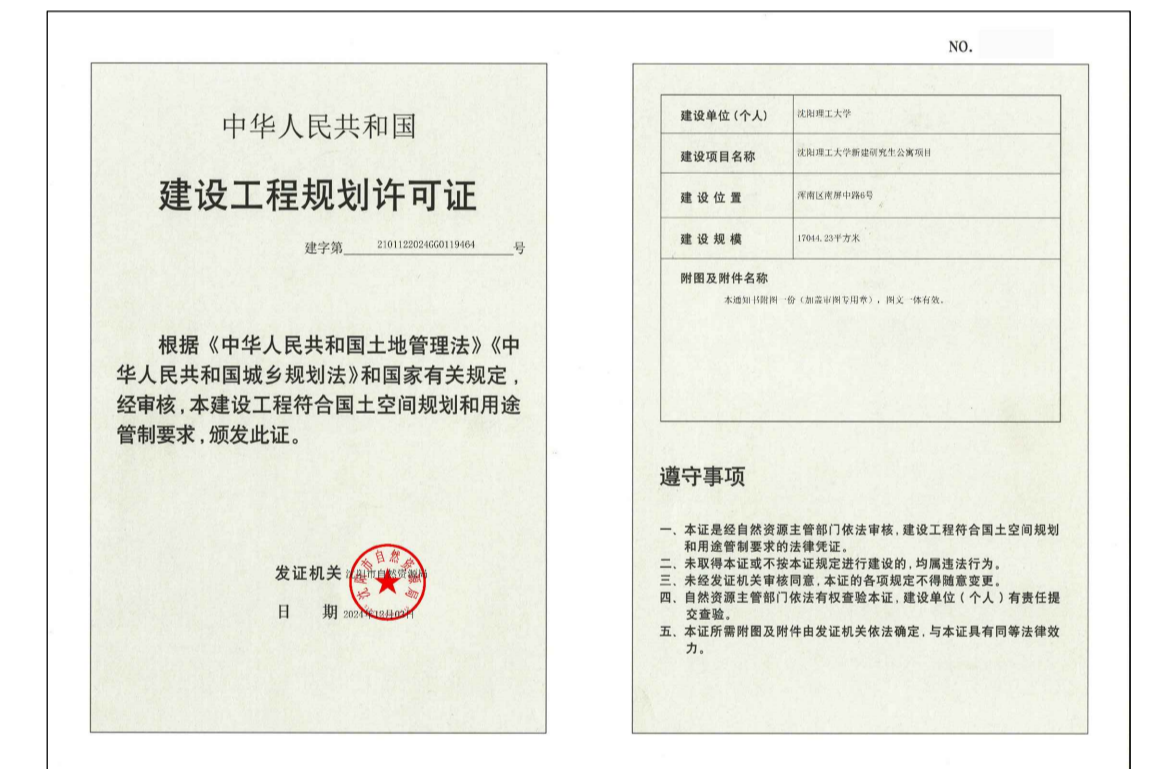 NO.
中华人民共和国
建设工程规划许可证
建字第 2101122024GG0119464 号
根据《中华人民共和国土地管理法》《中
华人民共和国城乡规划法》和国家有关规定，
经审核，本建设工程符合国土空间规划和用途
管制要求，颁发此证。
发证机关 沈阳市自然资源局
日 期 2024年12月02日
沈阳市自然资源局
建设单位(个人) 沈阳理工大学
建设项目名称 沈阳理工大学新建研究生公寓项目
建设位置 浑南区南屏中路6号
建设规模 17044.23平方米
附图及附件名称
本通知书附图一份（加盖审图专用章），图文一体有效。
遵守事项
一、本证是经自然资源主管部门依法审核，建设工程符合国土空间规划
和用途管制要求的法律凭证。
二、未取得本证或不按本证规定进行建设的，均属违法行为。
三、未经发证机关审核同意，本证的各项规定不得随意变更。
四、自然资源主管部门依法有权查验本证，建设单位（个人）有责任提
交查验。
五、本证所需附图及附件由发证机关依法确定，与本证具有同等法律效
力。